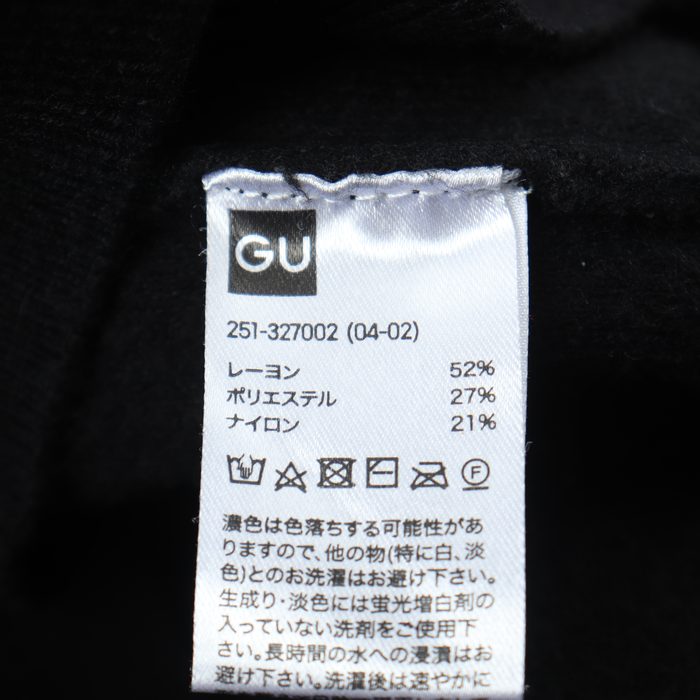 GU
251-327002 (04-02)
レーヨン 52%
ポリエステル 27%
ナイロン 21%
F
濃色は色落ちする可能性があ
りますので、他の物(特に白、淡
色)とのお洗濯はお避け下さい。
生成り・淡色には蛍光増白剤の
入っていない洗剤をご使用下
さい。長時間の水への浸漬はお
避け下さい。洗濯後は速やかに